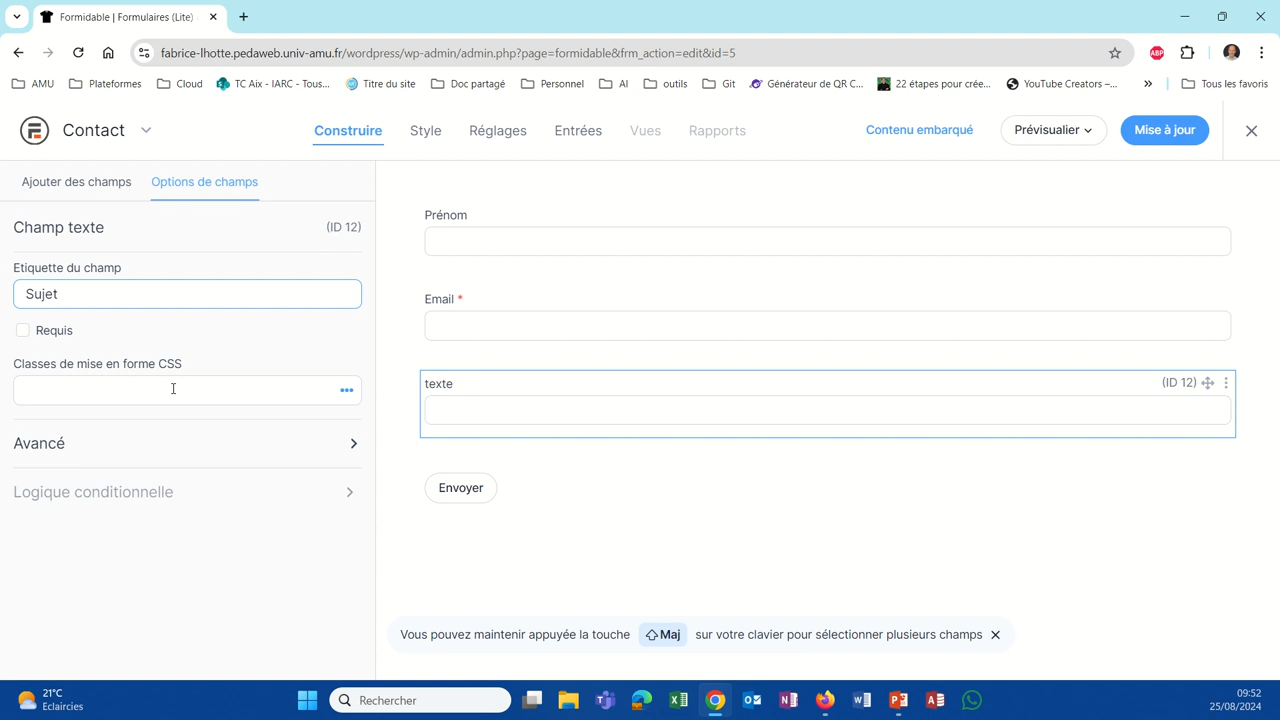 Formidable | Formulaires (Lite)
fabrice-lhotte.pedaweb.univ-amu.fr/wordpress/wp-admin/admin.php?page=formidable&frm_action=edit&id=5
ABP
AMU
Plateformes
Cloud
TC Aix - IARC - Tous...
Titre du site
Doc partagé
Personnel
AI
outils
Git
Générateur de QR C...
22 étapes pour crée...
YouTube Creators –...
»
Tous les favoris
Contact
Construire
Style
Réglages
Entrées
Vues
Rapports
Contenu embarqué
Prévisualier
Mise à jour
Ajouter des champs
Options de champs
Champ texte
(ID 12)
Etiquette du champ
Sujet
Requis
Classes de mise en forme CSS
Avancé
Logique conditionnelle
Prénom
Email *
texte
(ID 12)
Envoyer
Vous pouvez maintenir appuyée la touche Maj sur votre clavier pour sélectionner plusieurs champs
21°C
Eclaircies
Rechercher
09:52
25/08/2024